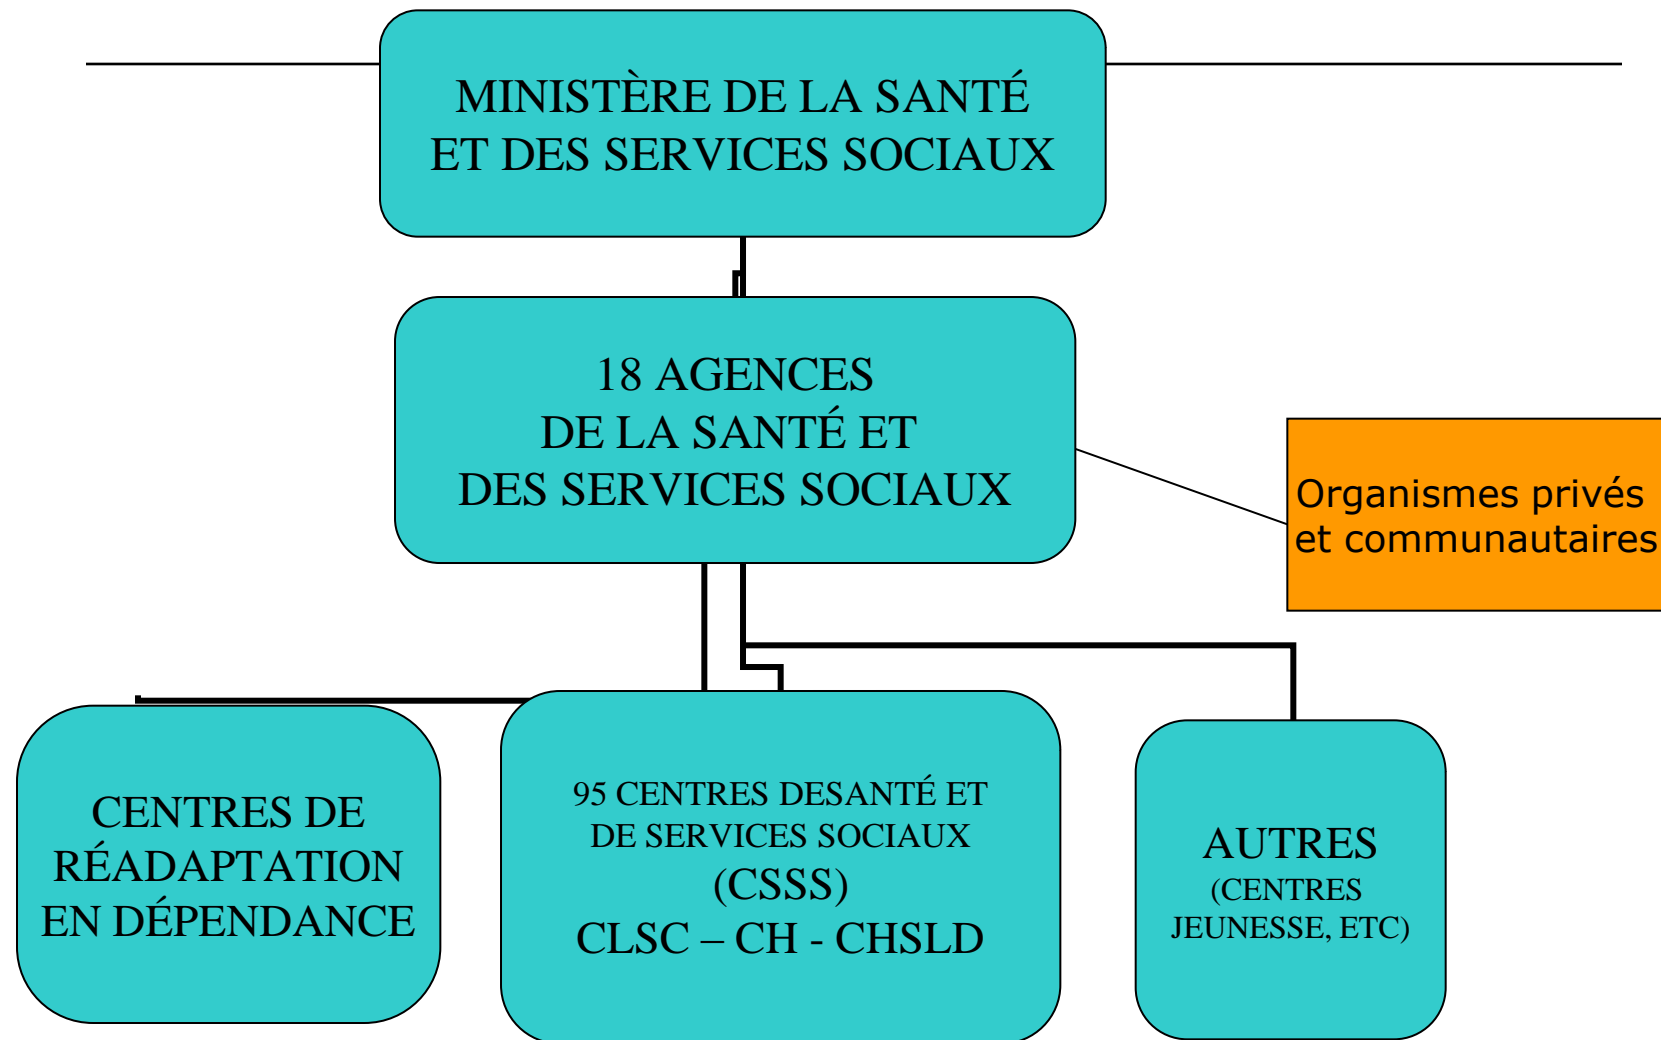 MINISTÈRE DE LA SANTÉ
ET DES SERVICES SOCIAUX
18 AGENCES
DE LA SANTÉ ET
DES SERVICES SOCIAUX
Organismes privés
et communautaires
CENTRES DE
RÉADAPTATION
EN DÉPENDANCE
95 CENTRES DESANTÉ ET
DE SERVICES SOCIAUX
(CSSS)
CLSC – CH - CHSLD
AUTRES
(CENTRES
JEUNESSE, ETC)